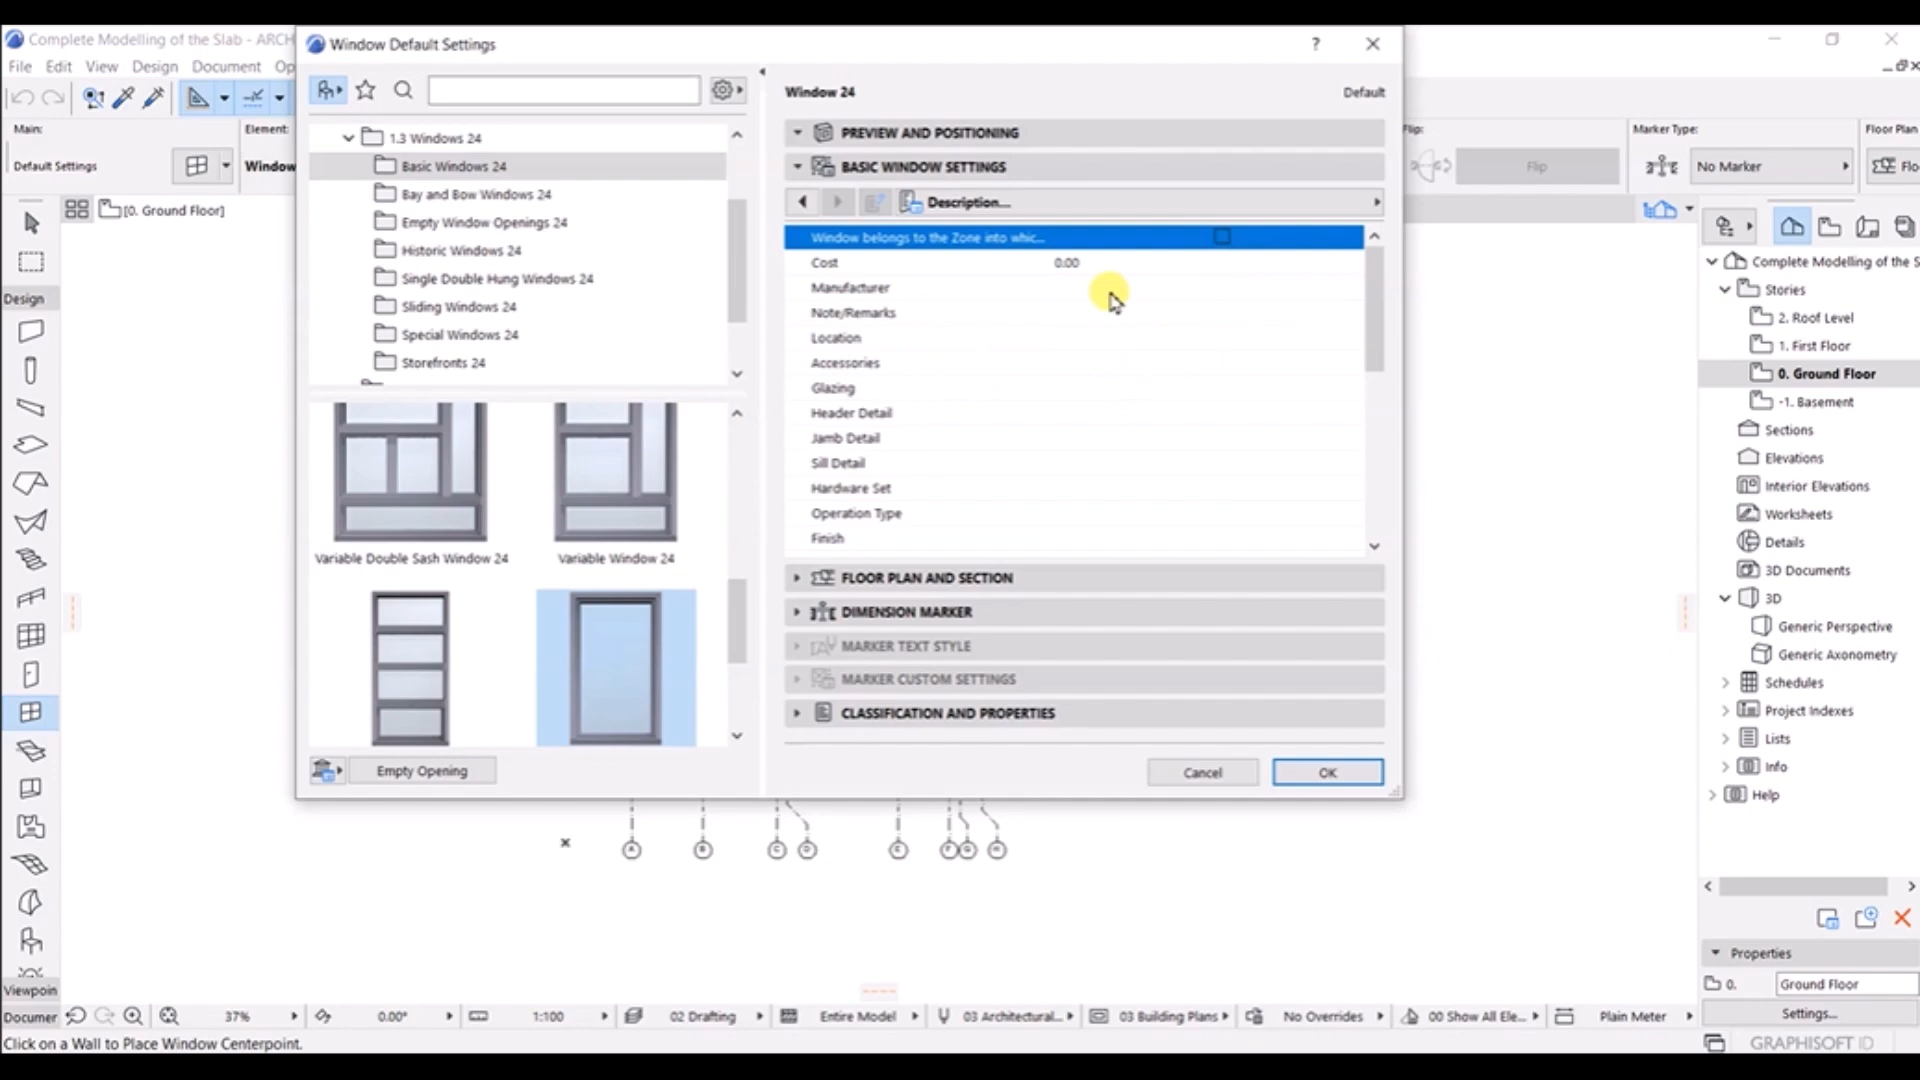 Complete Modelling of the Slab - ARCH
File Edit View Design Document Op
Main:
Default Settings
Element:
Window
[0. Ground Floor]
Design
Viewpoin
Documer
Window Default Settings
?
1.3 Windows 24
Basic Windows 24
Bay and Bow Windows 24
Empty Window Openings 24
Historic Windows 24
Single Double Hung Windows 24
Sliding Windows 24
Special Windows 24
Storefronts 24
Variable Double Sash Window 24
Variable Window 24
Empty Opening
Window 24
Default
PREVIEW AND POSITIONING
BASIC WINDOW SETTINGS
Description...
Window belongs to the Zone into whic...
Cost 0.00
Manufacturer
Note/Remarks
Location
Accessories
Glazing
Header Detail
Jamb Detail
Sill Detail
Hardware Set
Operation Type
Finish
FLOOR PLAN AND SECTION
DIMENSION MARKER
MARKER TEXT STYLE
MARKER CUSTOM SETTINGS
CLASSIFICATION AND PROPERTIES
Cancel
OK
A B C D E F G H
Flip:
Flip
Marker Type:
No Marker
Floor Plan
Flo
Complete Modelling of the S
Stories
2. Roof Level
1. First Floor
0. Ground Floor
-1. Basement
Sections
Elevations
Interior Elevations
Worksheets
Details
3D Documents
3D
Generic Perspective
Generic Axonometry
Schedules
Project Indexes
Lists
Info
Help
Properties
0. Ground Floor
Settings...
37% 0.00° 1:100 02 Drafting Entire Model 03 Architectural... 03 Building Plans No Overrides 00 Show All Ele... Plain Meter
Click on a Wall to Place Window Centerpoint.
GRAPHISOFT ID